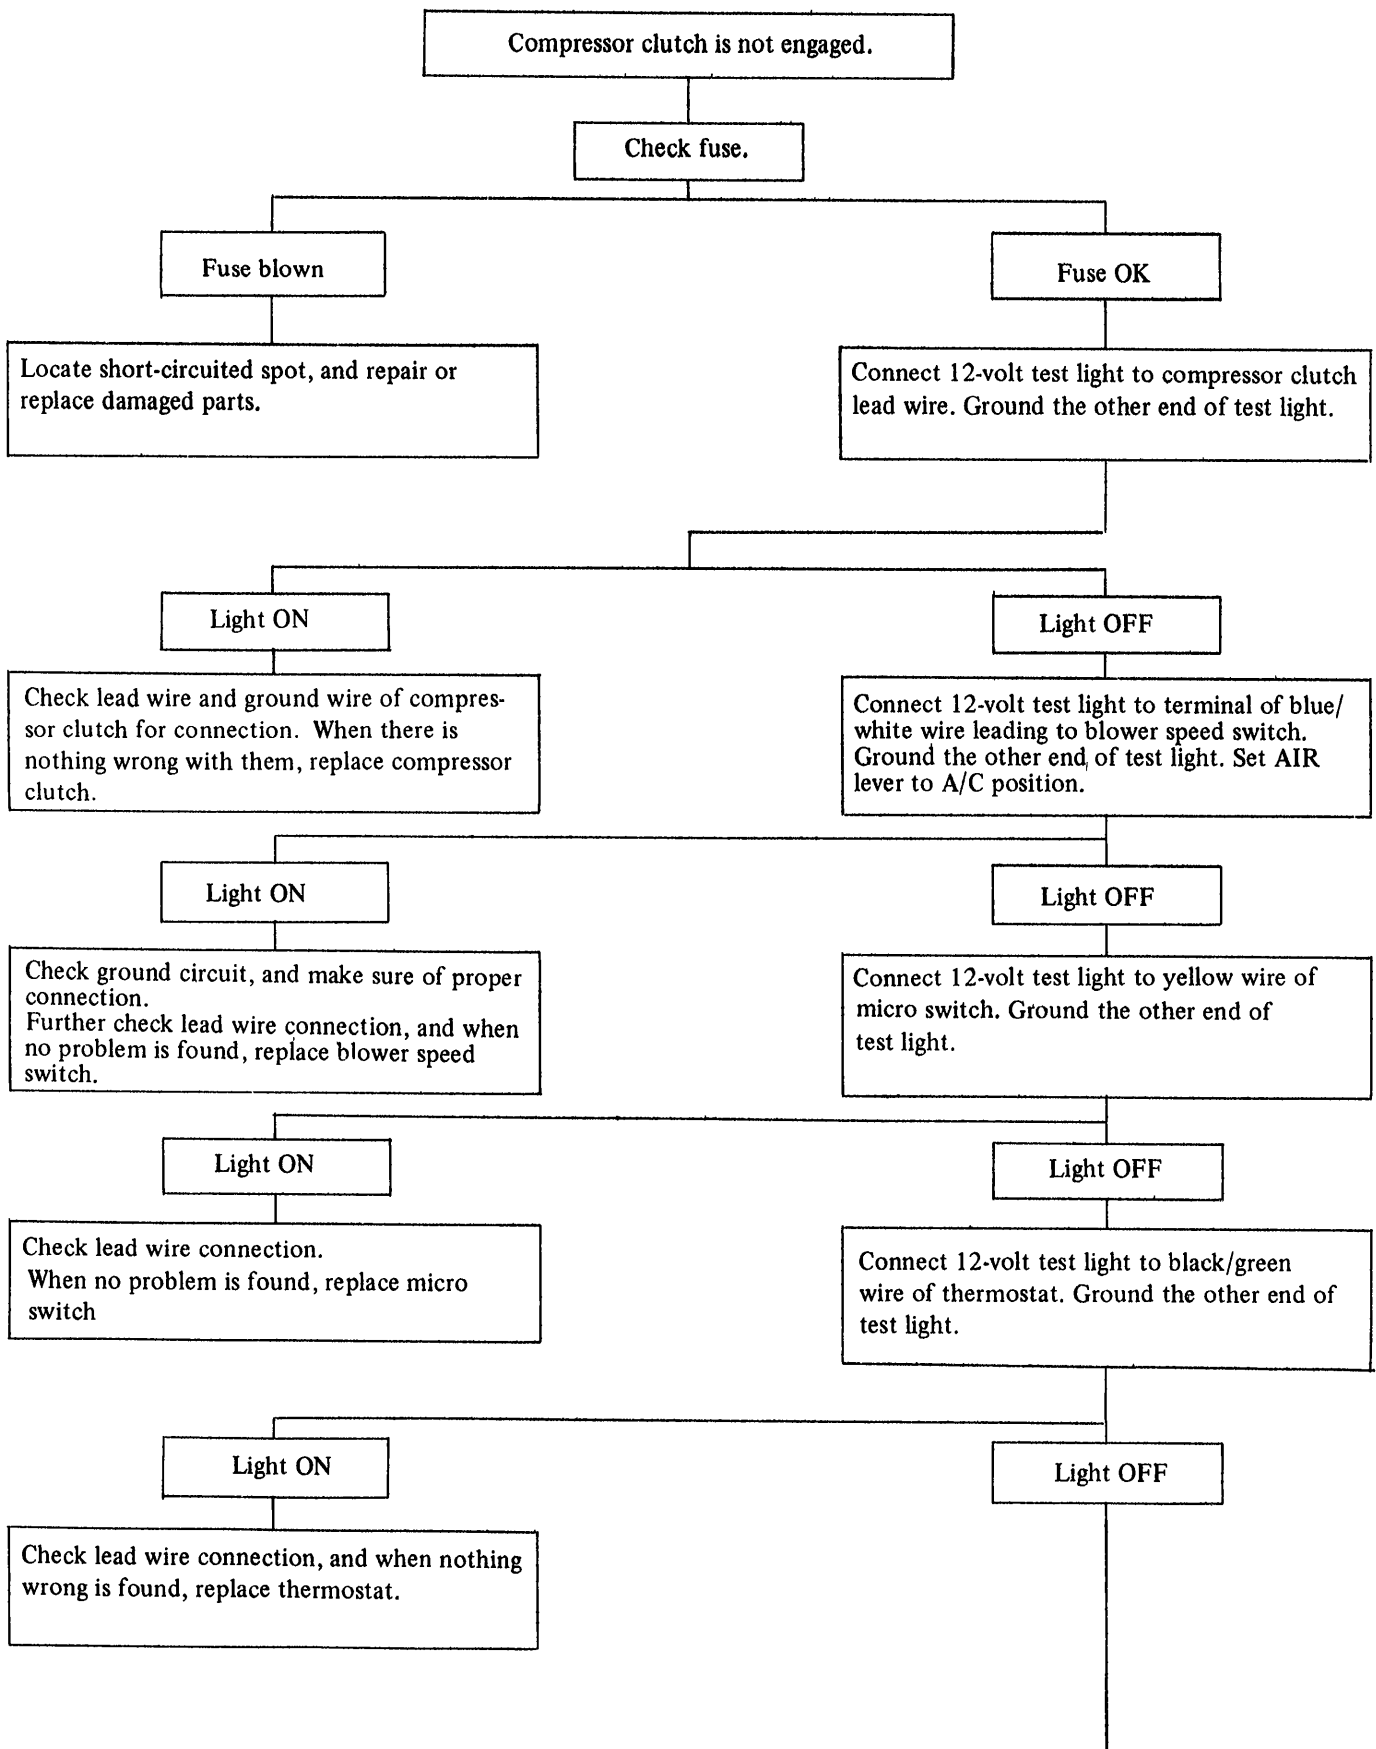 Compressor clutch is not engaged.
Check fuse.
Fuse blown
Fuse OK
Locate short-circuited spot, and repair or
replace damaged parts.
Connect 12-volt test light to compressor clutch
lead wire. Ground the other end of test light.
Light ON
Light OFF
Check lead wire and ground wire of compres-
sor clutch for connection. When there is
nothing wrong with them, replace compressor
clutch.
Connect 12-volt test light to terminal of blue/
white wire leading to blower speed switch.
Ground the other end of test light. Set AIR
lever to A/C position.
Light ON
Light OFF
Check ground circuit, and make sure of proper
connection.
Further check lead wire connection, and when
no problem is found, replace blower speed
switch.
Connect 12-volt test light to yellow wire of
micro switch. Ground the other end of
test light.
Light ON
Light OFF
Check lead wire connection.
When no problem is found, replace micro
switch
Connect 12-volt test light to black/green
wire of thermostat. Ground the other end of
test light.
Light ON
Light OFF
Check lead wire connection, and when nothing
wrong is found, replace thermostat.